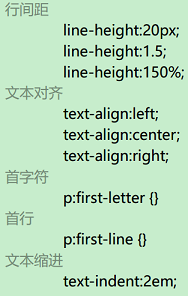 行间距
line-height:20px;
line-height:1.5;
line-height:150%;
文本对齐
text-align:left;
text-align:center;
text-align:right;
首字符
p:first-letter {}
首行
p:first-line {}
文本缩进
text-indent:2em;